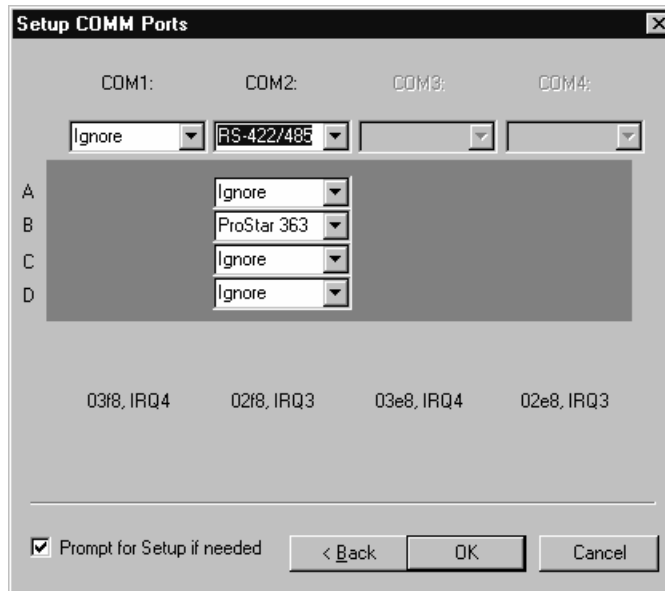 Setup COMM Ports
COM1: COM2: COM3: COM4:
Ignore RS-422/485
A Ignore
B ProStar 363
C Ignore
D Ignore
03f8, IRQ4 02f8, IRQ3 03e8, IRQ4 02e8, IRQ3
Prompt for Setup if needed < Back OK Cancel